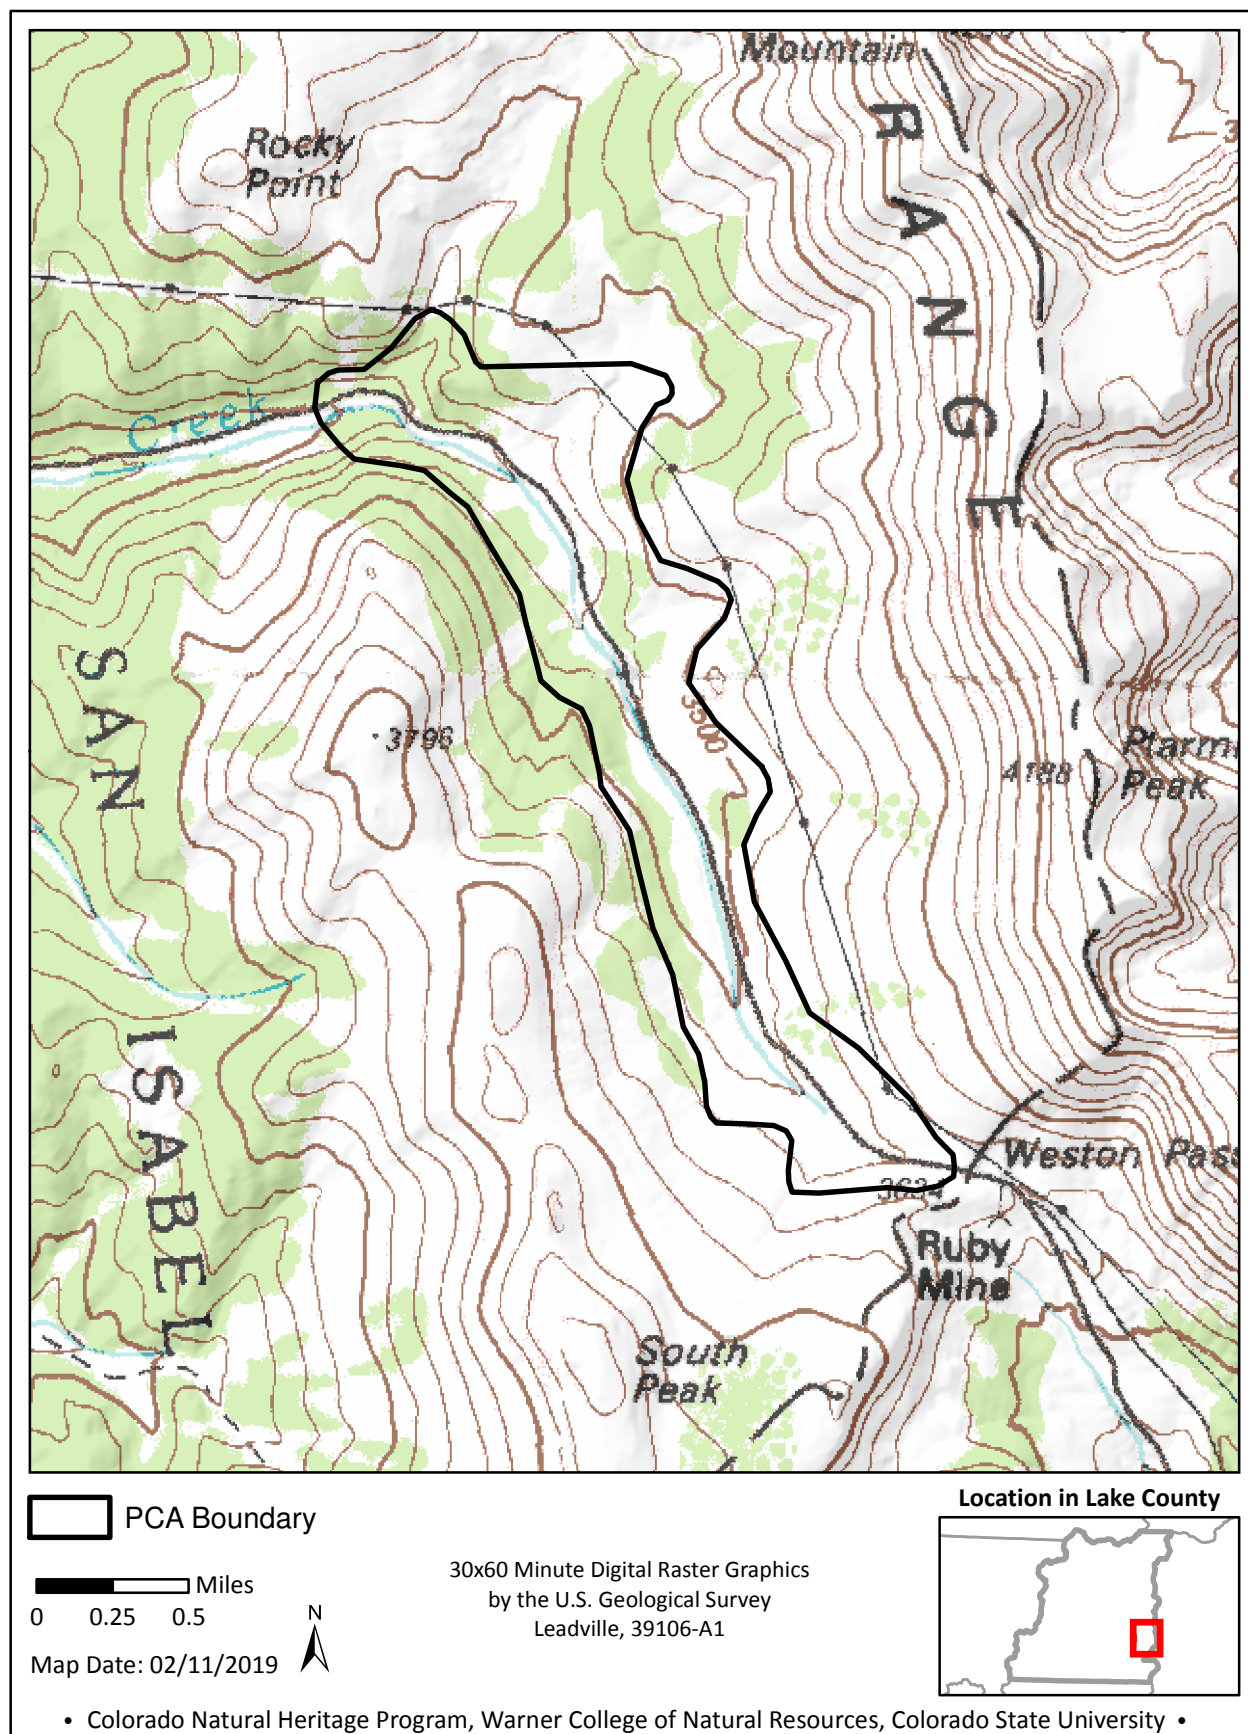 Mountain
Rocky
Point
RANGE
Creek
SAN
3796
3500
4188
Peak
ISABEL
Weston Pass
3624
Ruby
Mine
South
Peak
PCA Boundary
Miles
0 0.25 0.5
N
Map Date: 02/11/2019
30x60 Minute Digital Raster Graphics
by the U.S. Geological Survey
Leadville, 39106-A1
Location in Lake County
• Colorado Natural Heritage Program, Warner College of Natural Resources, Colorado State University •